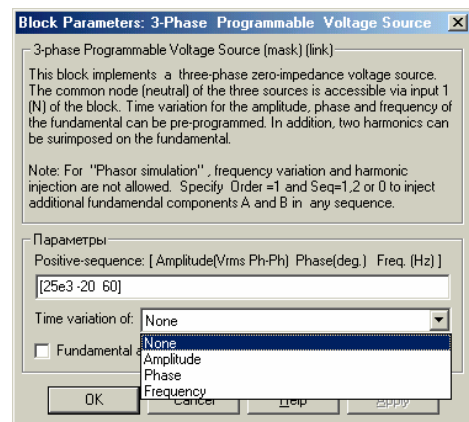 Block Parameters: 3-Phase Programmable Voltage Source
3-phase Programmable Voltage Source (mask) (link)
This block implements a three-phase zero-impedance voltage source.
The common node (neutral) of the three sources is accessible via input 1
(N) of the block. Time variation for the amplitude, phase and frequency of
the fundamental can be pre-programmed. In addition, two harmonics can
be surimposed on the fundamental.
Note: For "Phasor simulation" , frequency variation and harmonic
injection are not allowed. Specify Order =1 and Seq=1,2 or 0 to inject
additional fundamendal components A and B in any sequence.
Параметры
Positive-sequence: [ Amplitude(Vrms Ph-Ph) Phase(deg.) Freq. (Hz) ]
[25e3 -20 60]
Time variation of: None
None
Fundamental a
Amplitude
Phase
Frequency
OK Cancel Help Apply